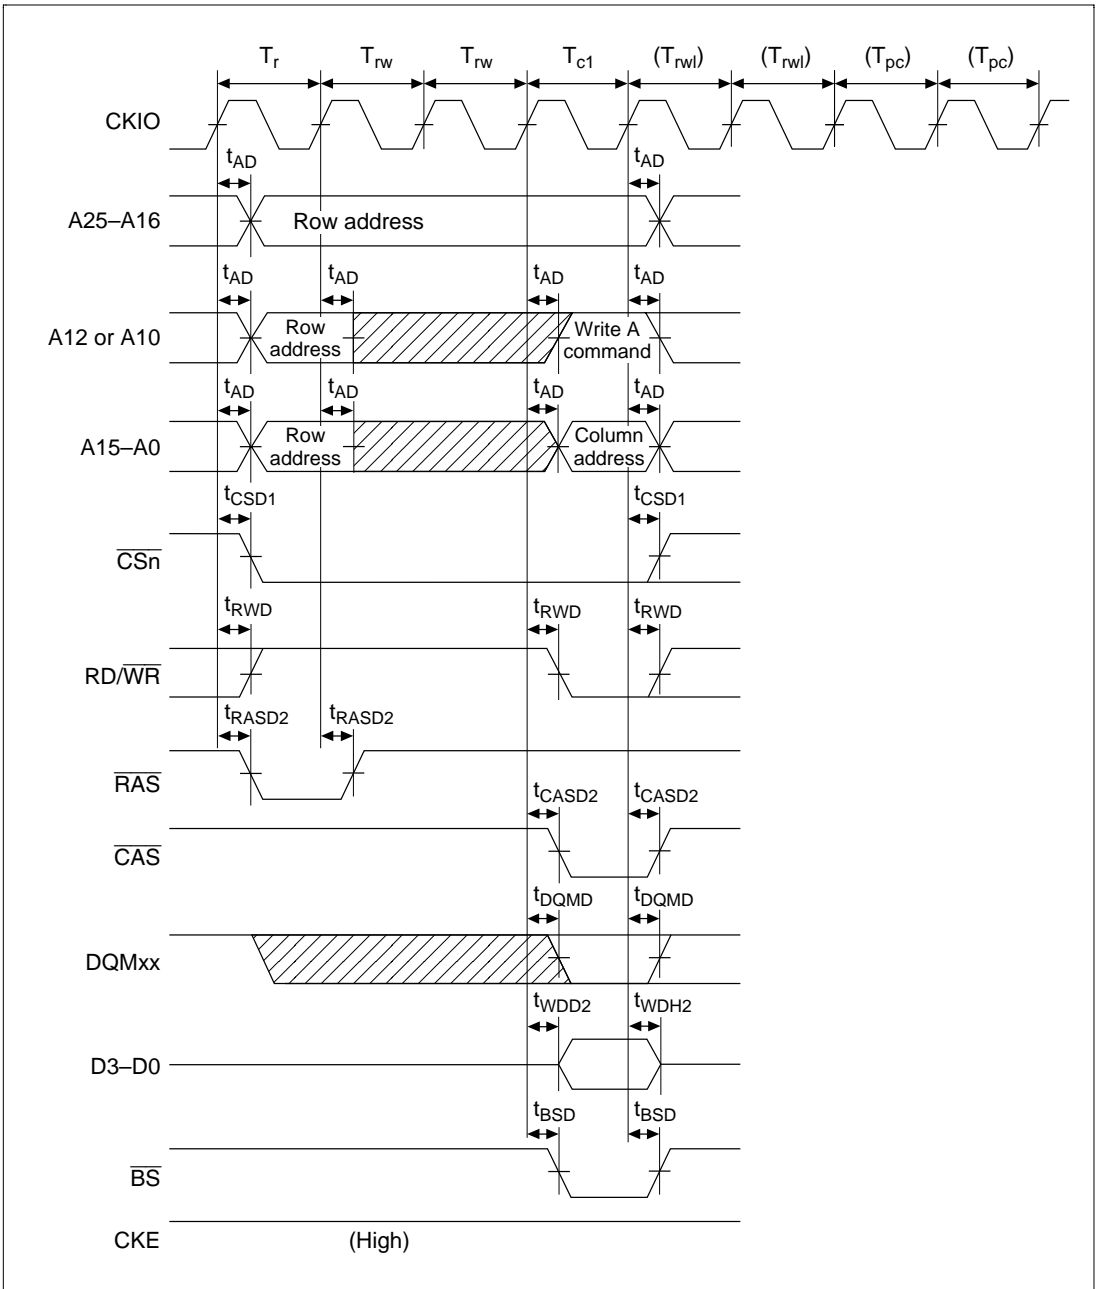 Tr Trw Trw Tc1 (Trwl) (Trwl) (Tpc) (Tpc)
CKIO
tAD tAD
A25–A16 Row address
tAD tAD tAD tAD
A12 or A10 Row address Write A command
tAD tAD tAD tAD
A15–A0 Row address Column address
tCSD1 tCSD1
CSn
tRWD tRWD tRWD
RD/WR
tRASD2 tRASD2
RAS
tCASD2 tCASD2
CAS
tDQMD tDQMD
DQMxx
tWDD2 tWDH2
D3–D0
tBSD tBSD
BS
CKE (High)